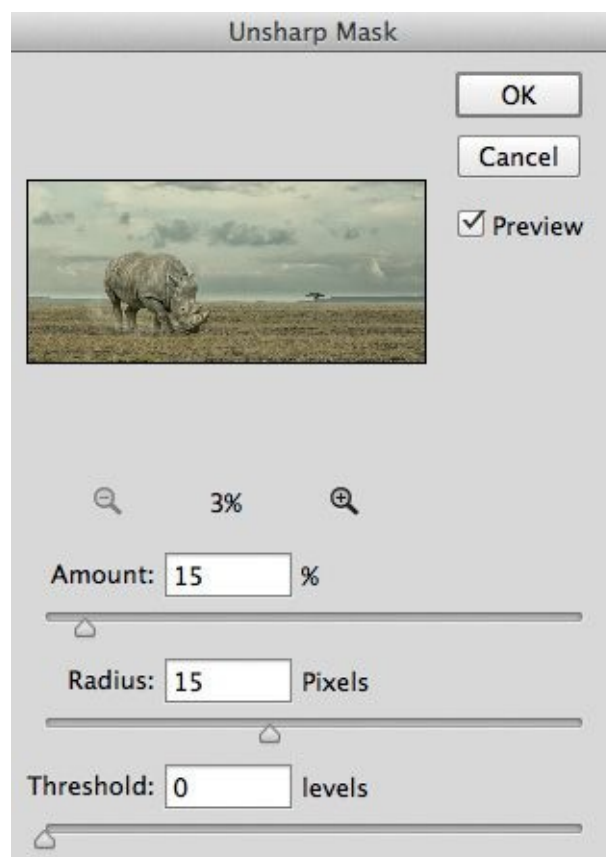 Unsharp Mask
OK
Cancel
Preview
3%
Amount: 15 %
Radius: 15 Pixels
Threshold: 0 levels